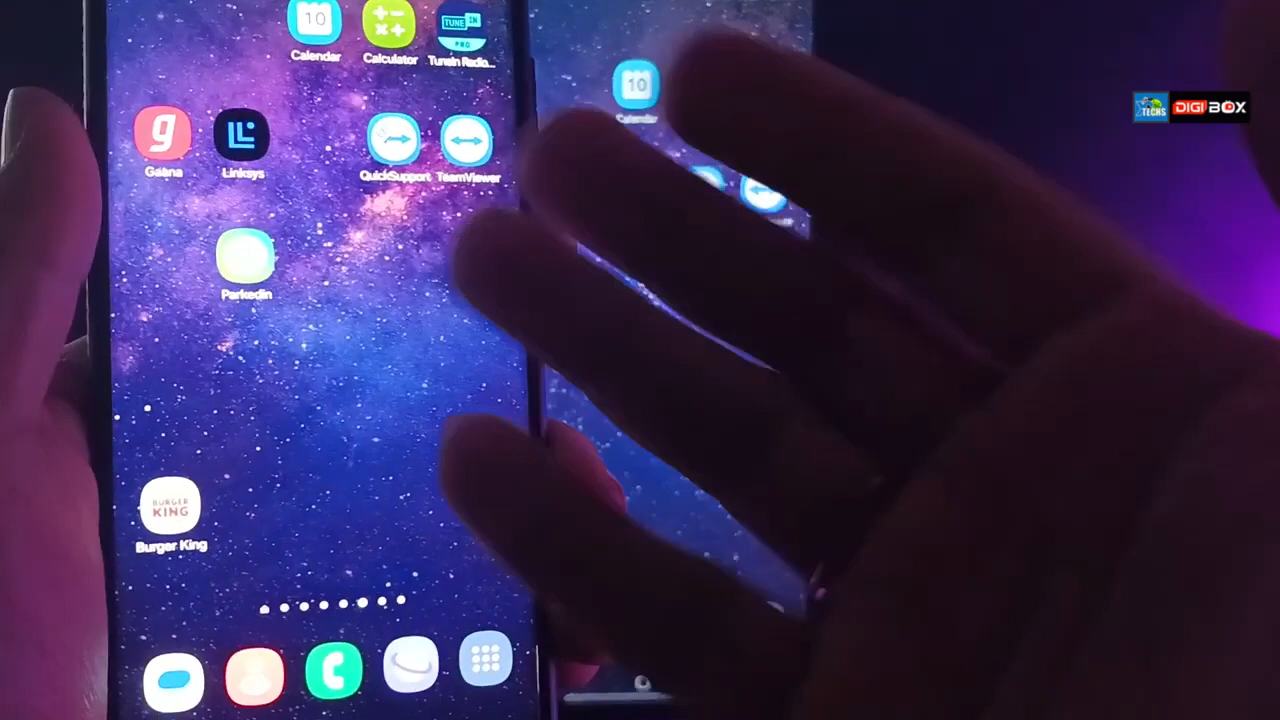 10
Calendar
Calculator
TUNE IN
PRO
TuneIn Radio...
g
Gaana
Linksys
QuickSupport
TeamViewer
Parkedin
BURGER
KING
Burger King
10
Calendar
TECHS
DIGI BOX